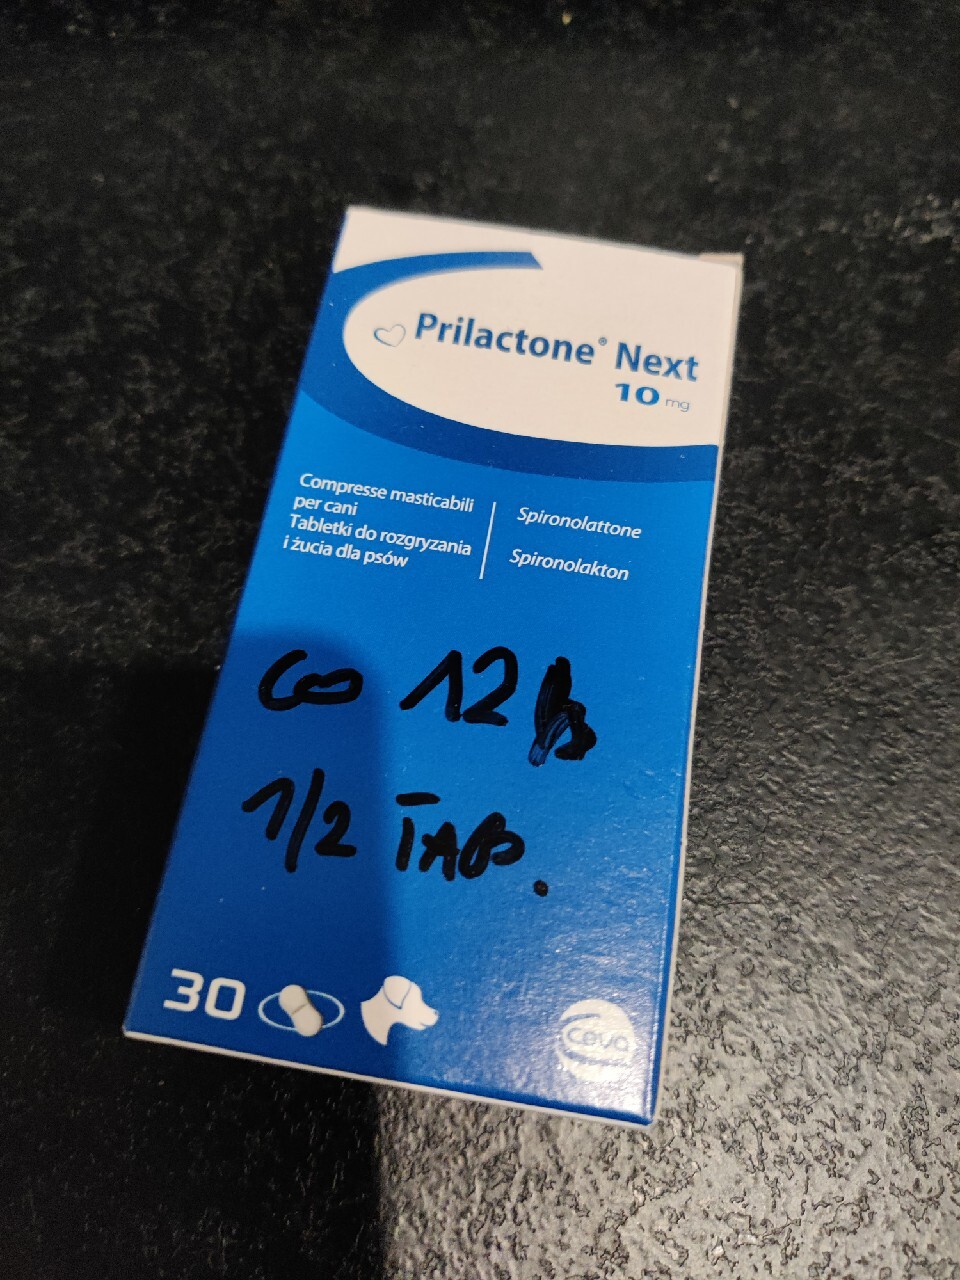 Prilactone® Next
10 mg
Compresse masticabili
per cani
Tabletki do rozgryzania
i żucia dla psów
Spironolattone
Spironolakton
co 12 h
1/2 TAB.
30
ceva